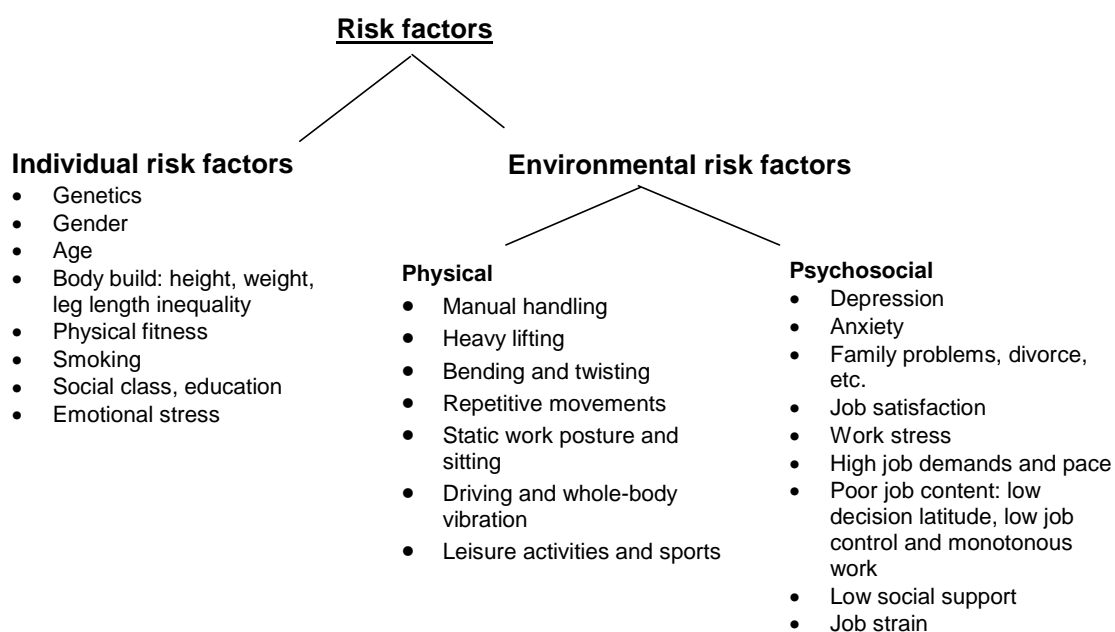 Risk factors
Individual risk factors
• Genetics
• Gender
• Age
• Body build: height, weight,
leg length inequality
• Physical fitness
• Smoking
• Social class, education
• Emotional stress
Environmental risk factors
Physical
• Manual handling
• Heavy lifting
• Bending and twisting
• Repetitive movements
• Static work posture and
sitting
• Driving and whole-body
vibration
• Leisure activities and sports
Psychosocial
• Depression
• Anxiety
• Family problems, divorce,
etc.
• Job satisfaction
• Work stress
• High job demands and pace
• Poor job content: low
decision latitude, low job
control and monotonous
work
• Low social support
• Job strain